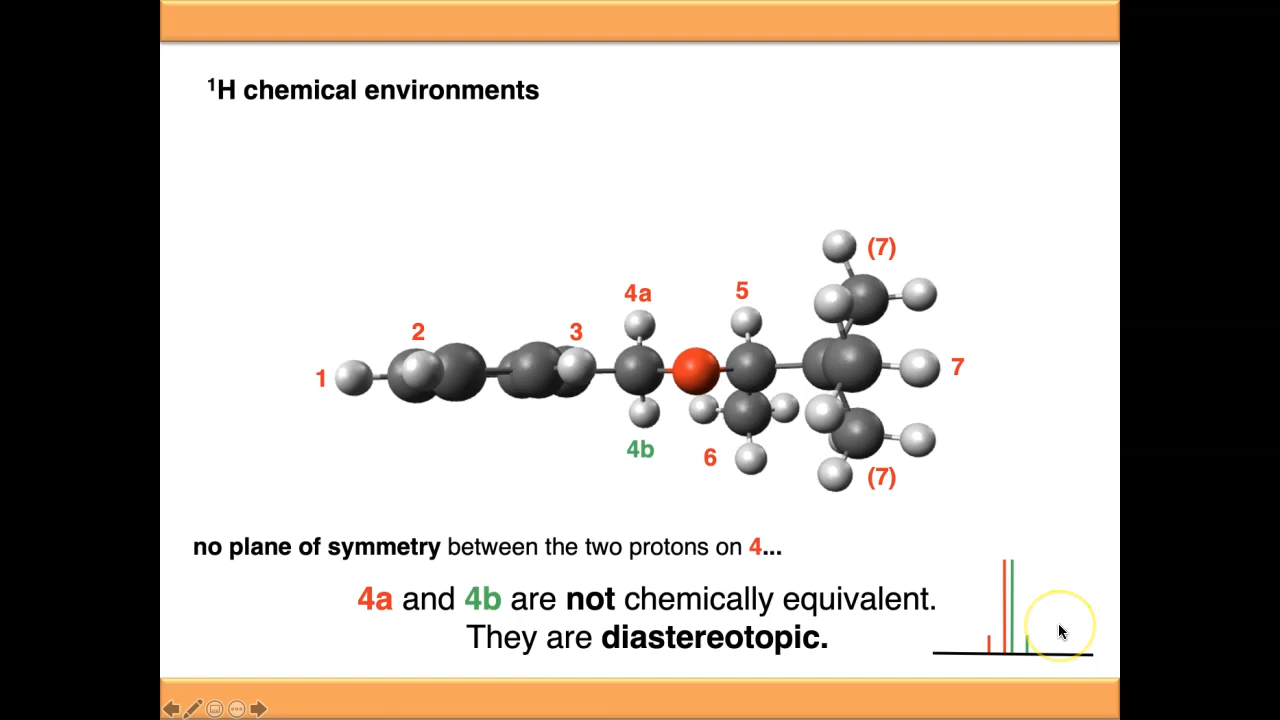 ¹H chemical environments
(7)
4a
5
2
3
1
7
4b
6
(7)
no plane of symmetry between the two protons on 4...
4a and 4b are not chemically equivalent.
They are diastereotopic.